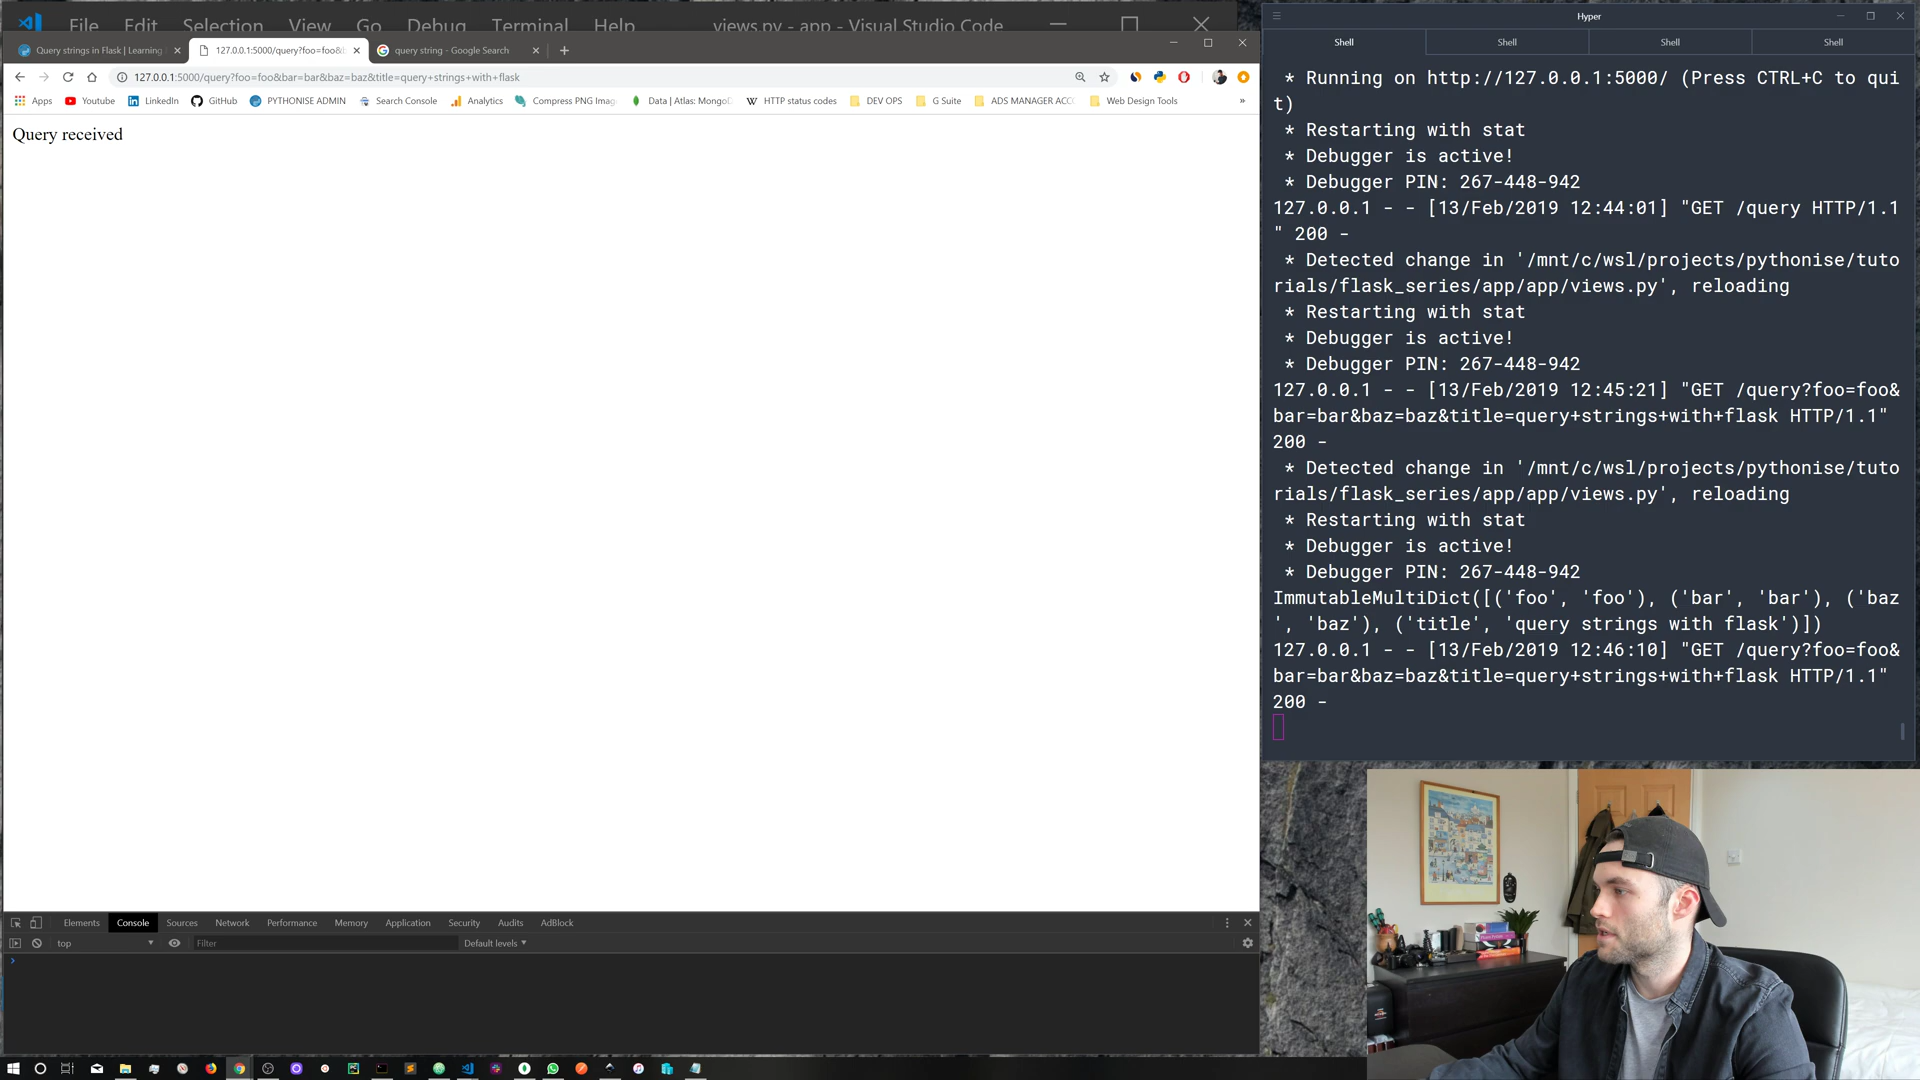 File Edit Selection View Go Debug Terminal Help views.py - app - Visual Studio Code
Query strings in Flask | Learning
127.0.0.1:5000/query?foo=foo&b
query string - Google Search
127.0.0.1:5000/query?foo=foo&bar=bar&baz=baz&title=query+strings+with+flask
Apps Youtube LinkedIn GitHub PYTHONISE ADMIN Search Console Analytics Compress PNG Imag Data | Atlas: MongoD HTTP status codes DEV OPS G Suite ADS MANAGER ACC Web Design Tools »
Query received
Elements Console Sources Network Performance Memory Application Security Audits AdBlock
top Filter Default levels
Hyper
Shell Shell Shell Shell
* Running on http://127.0.0.1:5000/ (Press CTRL+C to qui
t)
* Restarting with stat
* Debugger is active!
* Debugger PIN: 267-448-942
127.0.0.1 - - [13/Feb/2019 12:44:01] "GET /query HTTP/1.1
" 200 -
* Detected change in '/mnt/c/wsl/projects/pythonise/tuto
rials/flask_series/app/app/views.py', reloading
* Restarting with stat
* Debugger is active!
* Debugger PIN: 267-448-942
127.0.0.1 - - [13/Feb/2019 12:45:21] "GET /query?foo=foo&
bar=bar&baz=baz&title=query+strings+with+flask HTTP/1.1"
200 -
* Detected change in '/mnt/c/wsl/projects/pythonise/tuto
rials/flask_series/app/app/views.py', reloading
* Restarting with stat
* Debugger is active!
* Debugger PIN: 267-448-942
ImmutableMultiDict([('foo', 'foo'), ('bar', 'bar'), ('baz
', 'baz'), ('title', 'query strings with flask')])
127.0.0.1 - - [13/Feb/2019 12:46:10] "GET /query?foo=foo&
bar=bar&baz=baz&title=query+strings+with+flask HTTP/1.1"
200 -